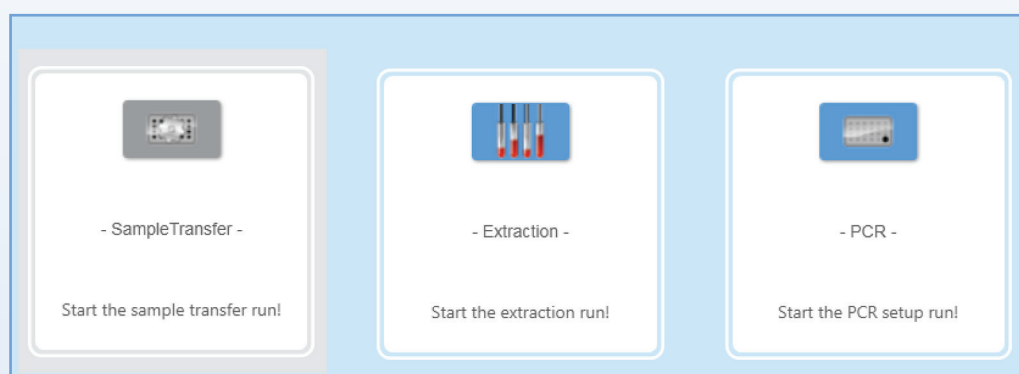 - SampleTransfer -
Start the sample transfer run!
- Extraction -
Start the extraction run!
- PCR -
Start the PCR setup run!